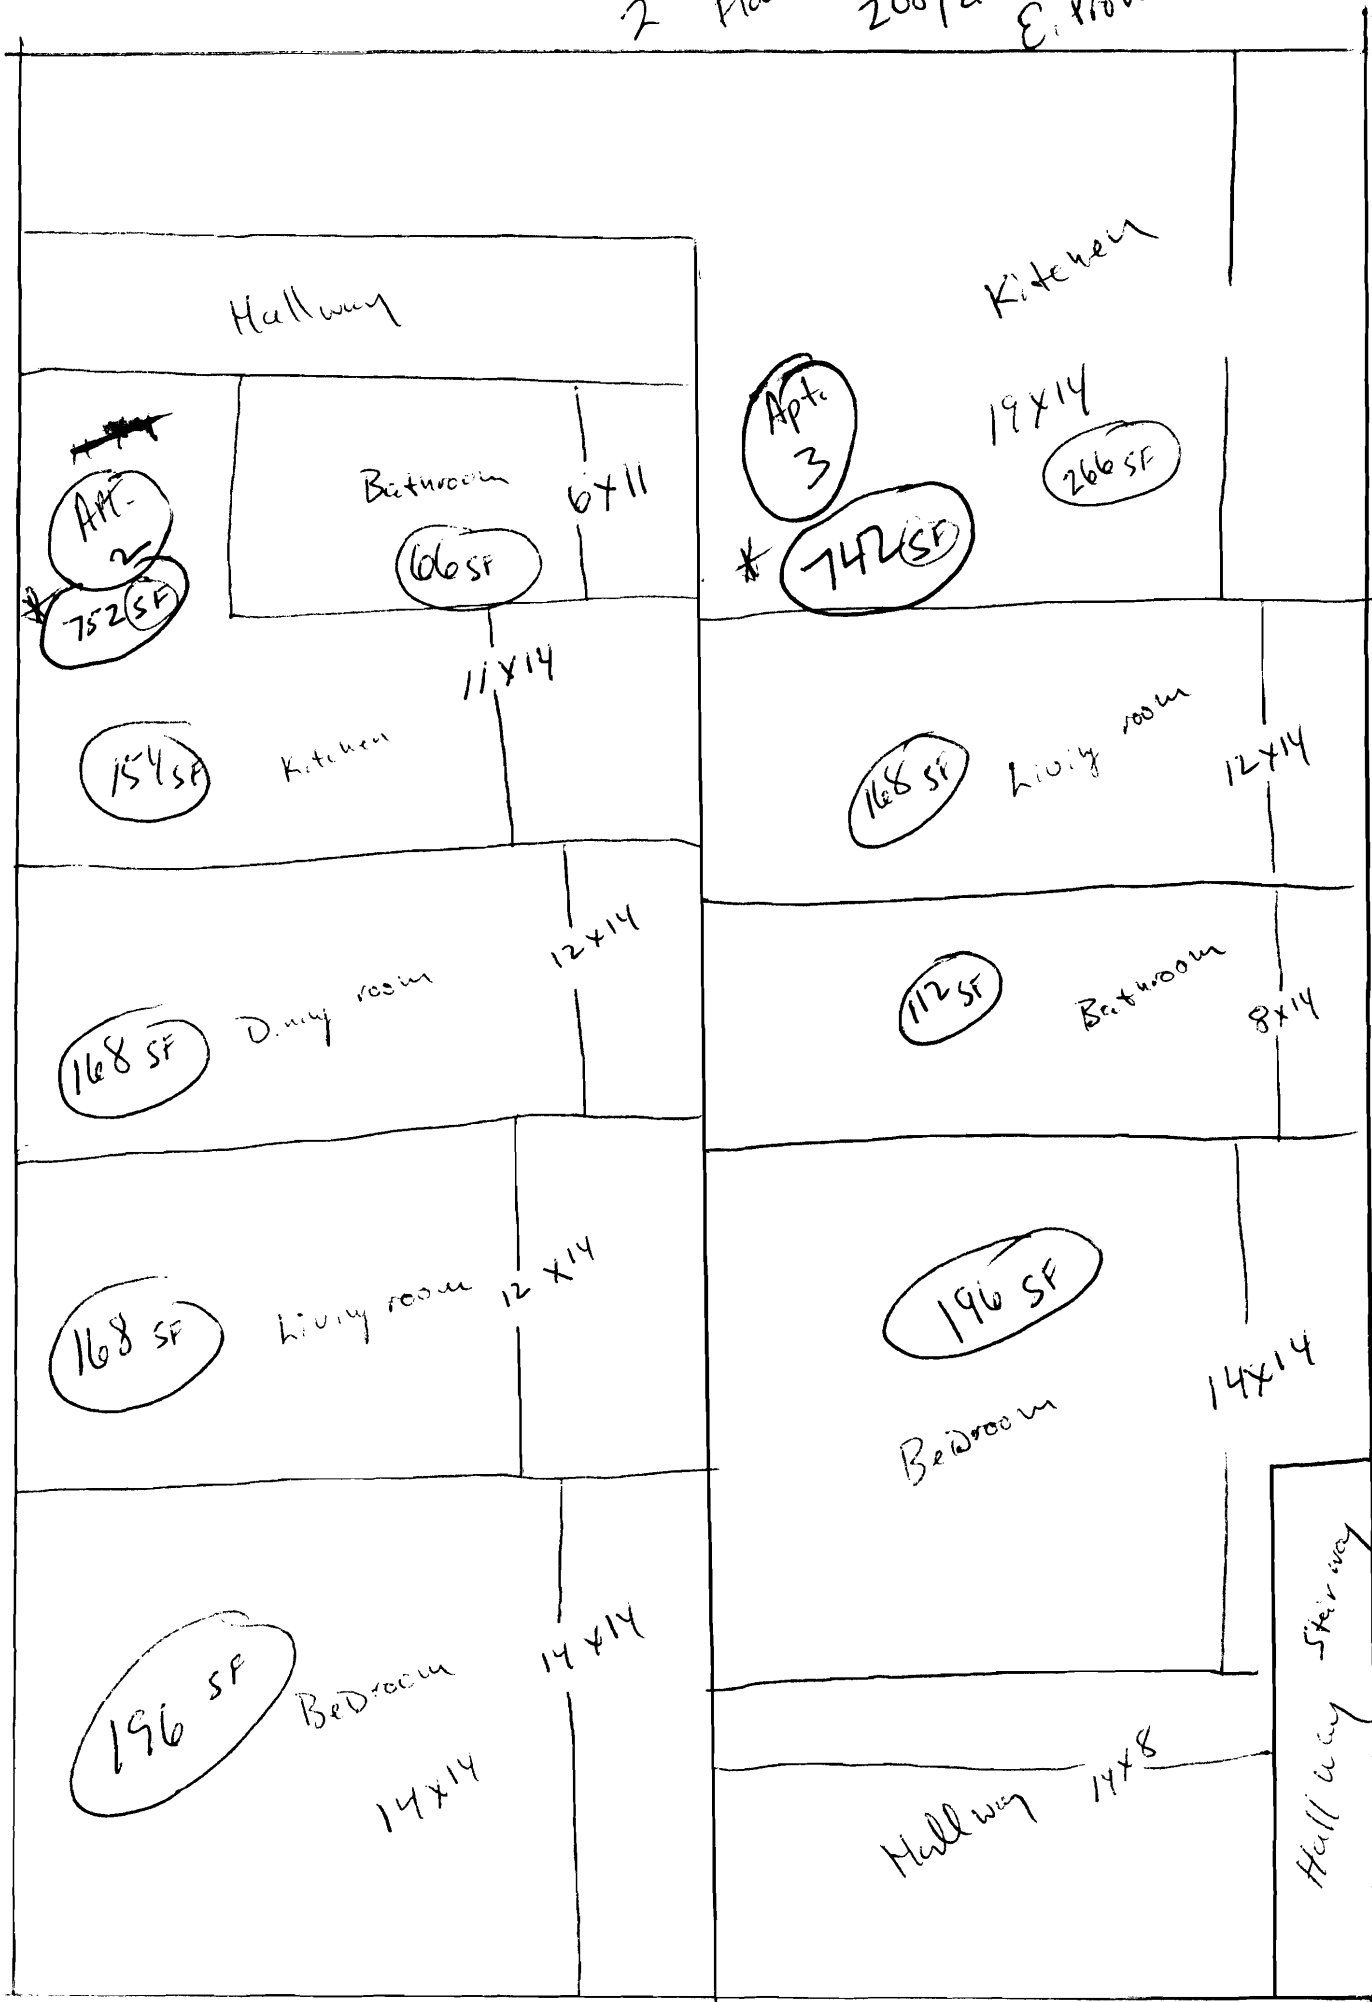 2
Hallway
Apt.
2
752 SF
Bathroom
66 SF
6x11
11x14
154 SF
Kitchen
12x14
168 SF
Dining room
168 SF
Living room
12 x14
196 SF
BeDroom
14x14
14x14
Kitchen
Apt.
3
742 SF
19x14
266 SF
168 SF
Living room
12x14
112 SF
Bathroom
8x14
196 SF
BeDroom
14x14
Hallway
14x8
Hallway Stairway